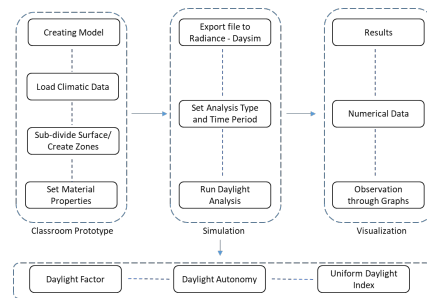 Creating Model
Load Climatic Data
Sub-divide Surface/
Create Zones
Set Material
Properties
Classroom Prototype
Export file to
Radiance - Daysim
Set Analysis Type
and Time Period
Run Daylight
Analysis
Simulation
Results
Numerical Data
Observation
through Graphs
Visualization
Daylight Factor
Daylight Autonomy
Uniform Daylight
Index